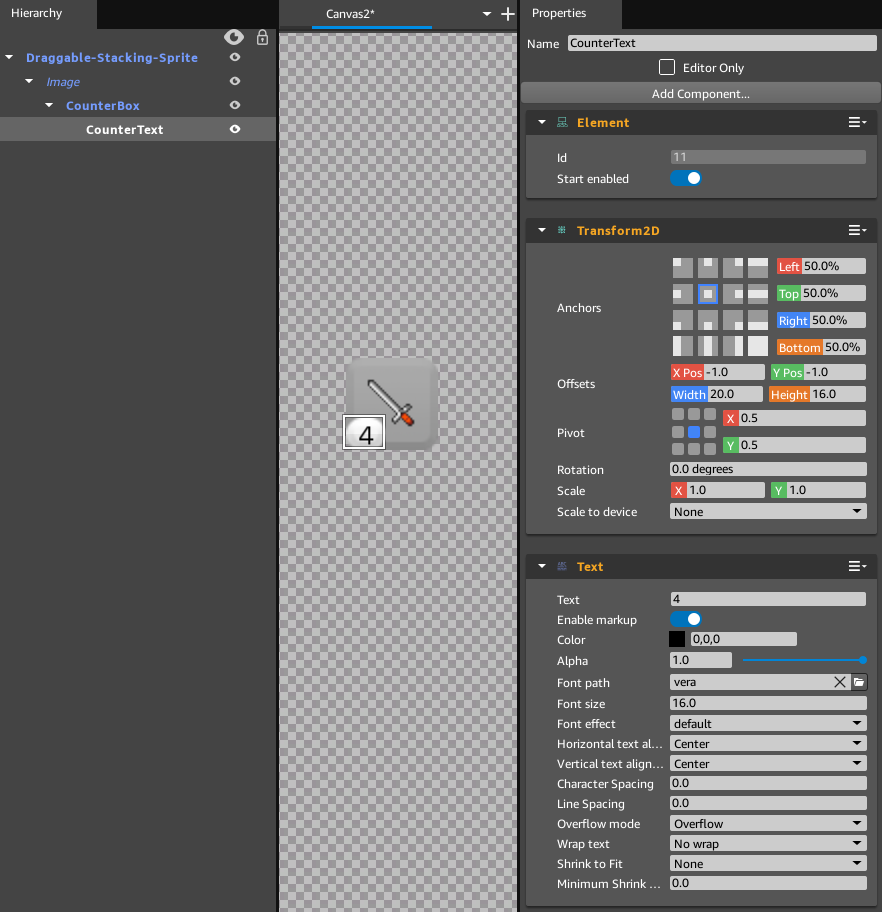 Hierarchy
Draggable-Stacking-Sprite
Image
CounterBox
CounterText
Canvas2*
4
Properties
Name CounterText
Editor Only
Add Component...
Element
Id 11
Start enabled
Transform2D
Anchors
Left 50.0%
Top 50.0%
Right 50.0%
Bottom 50.0%
Offsets
X Pos -1.0 Y Pos -1.0
Width 20.0 Height 16.0
Pivot
X 0.5
Y 0.5
Rotation 0.0 degrees
Scale X 1.0 Y 1.0
Scale to device None
Text
Text 4
Enable markup
Color 0,0,0
Alpha 1.0
Font path vera
Font size 16.0
Font effect default
Horizontal text al... Center
Vertical text align... Center
Character Spacing 0.0
Line Spacing 0.0
Overflow mode Overflow
Wrap text No wrap
Shrink to Fit None
Minimum Shrink ... 0.0